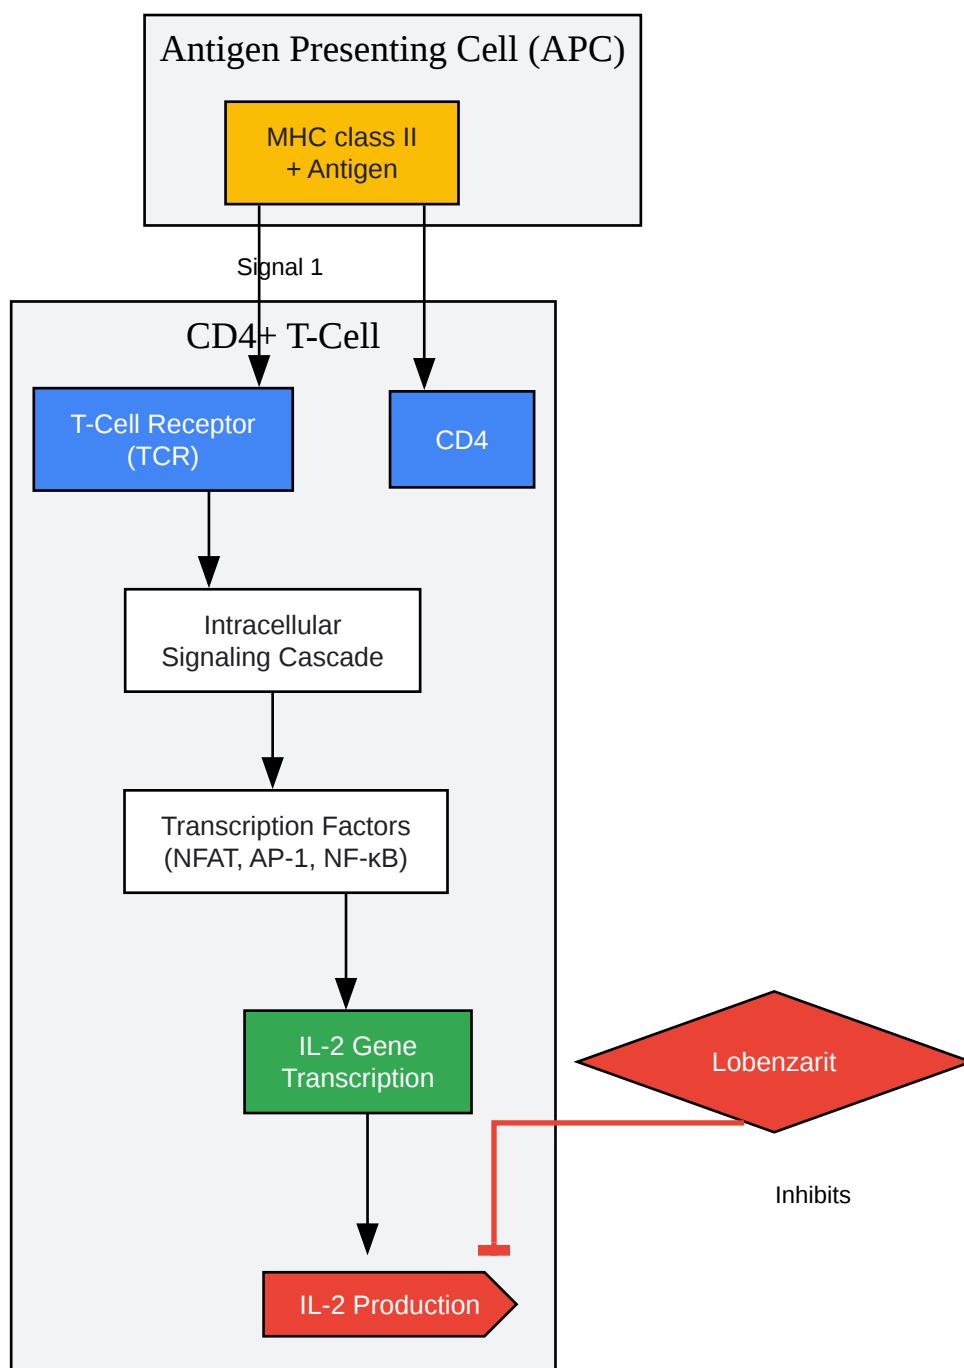 Antigen Presenting Cell (APC)
MHC class II
+ Antigen
Signal 1
CD4+ T-Cell
T-Cell Receptor
(TCR)
CD4
Intracellular
Signaling Cascade
Transcription Factors
(NFAT, AP-1, NF-κB)
IL-2 Gene
Transcription
Lobenzarit
Inhibits
IL-2 Production